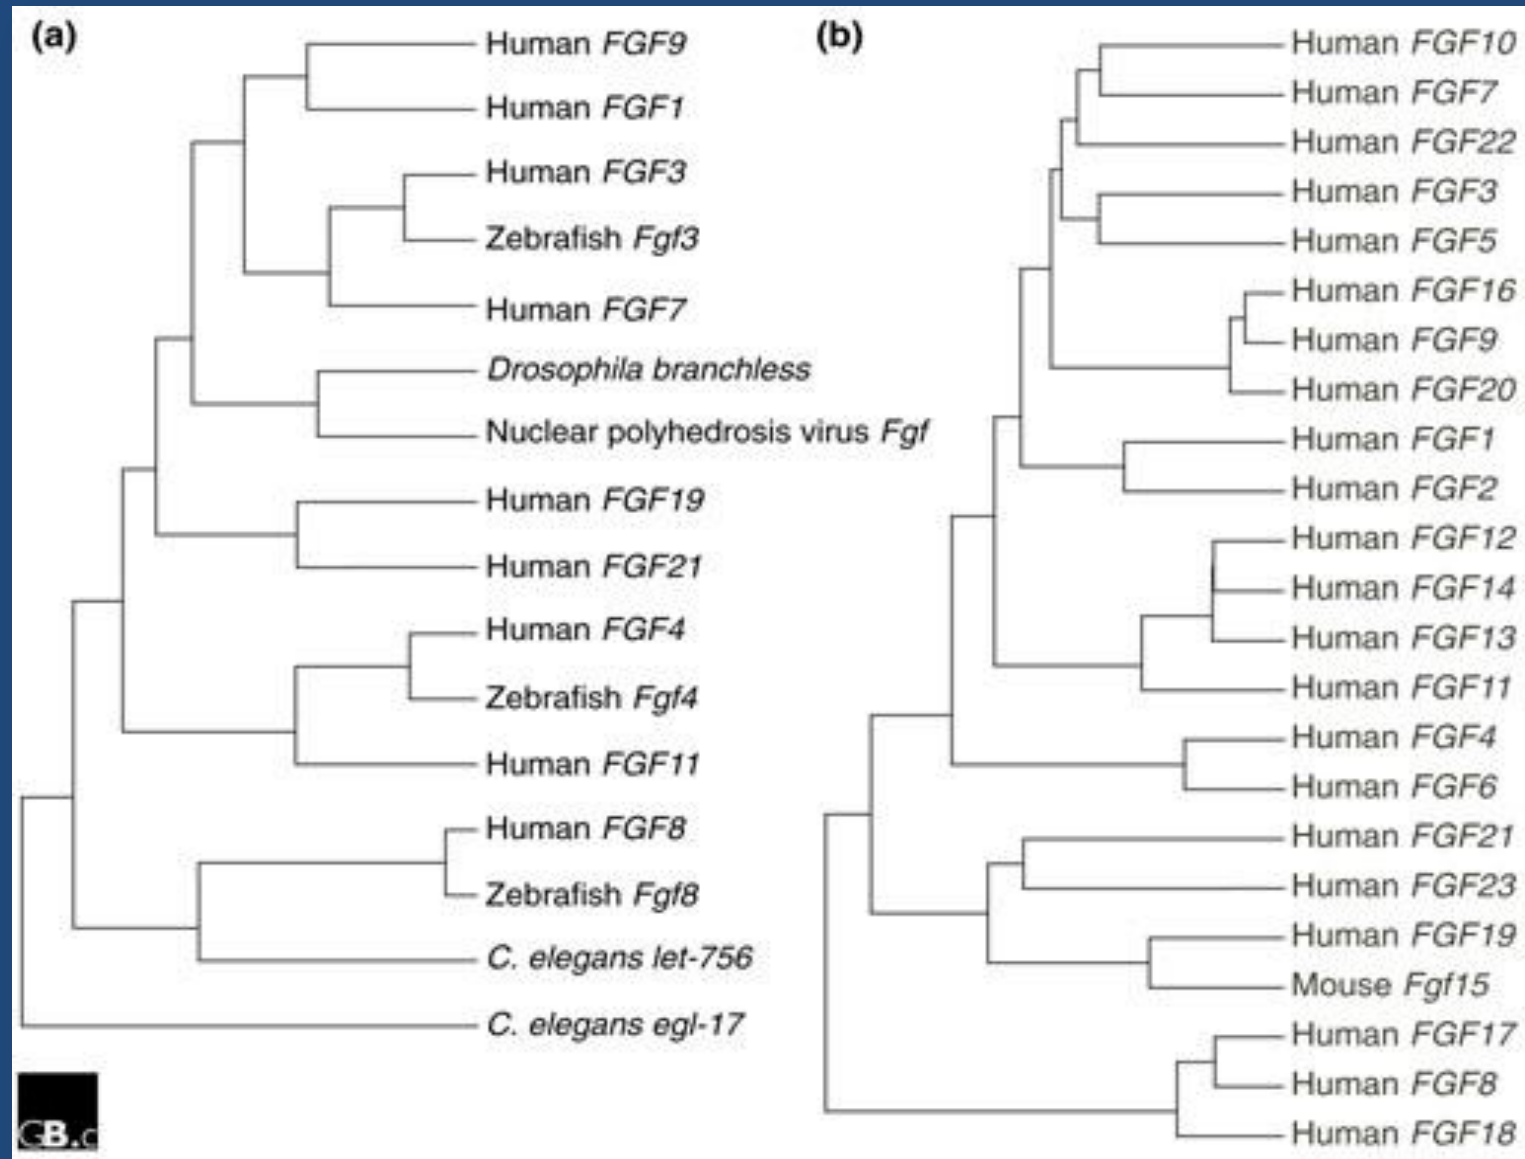 (a)
Human FGF9
Human FGF1
Human FGF3
Zebrafish Fgf3
Human FGF7
Drosophila branchless
Nuclear polyhedrosis virus Fgf
Human FGF19
Human FGF21
Human FGF4
Zebrafish Fgf4
Human FGF11
Human FGF8
Zebrafish Fgf8
C. elegans let-756
C. elegans egl-17
GB.c
(b)
Human FGF10
Human FGF7
Human FGF22
Human FGF3
Human FGF5
Human FGF16
Human FGF9
Human FGF20
Human FGF1
Human FGF2
Human FGF12
Human FGF14
Human FGF13
Human FGF11
Human FGF4
Human FGF6
Human FGF21
Human FGF23
Human FGF19
Mouse Fgf15
Human FGF17
Human FGF8
Human FGF18